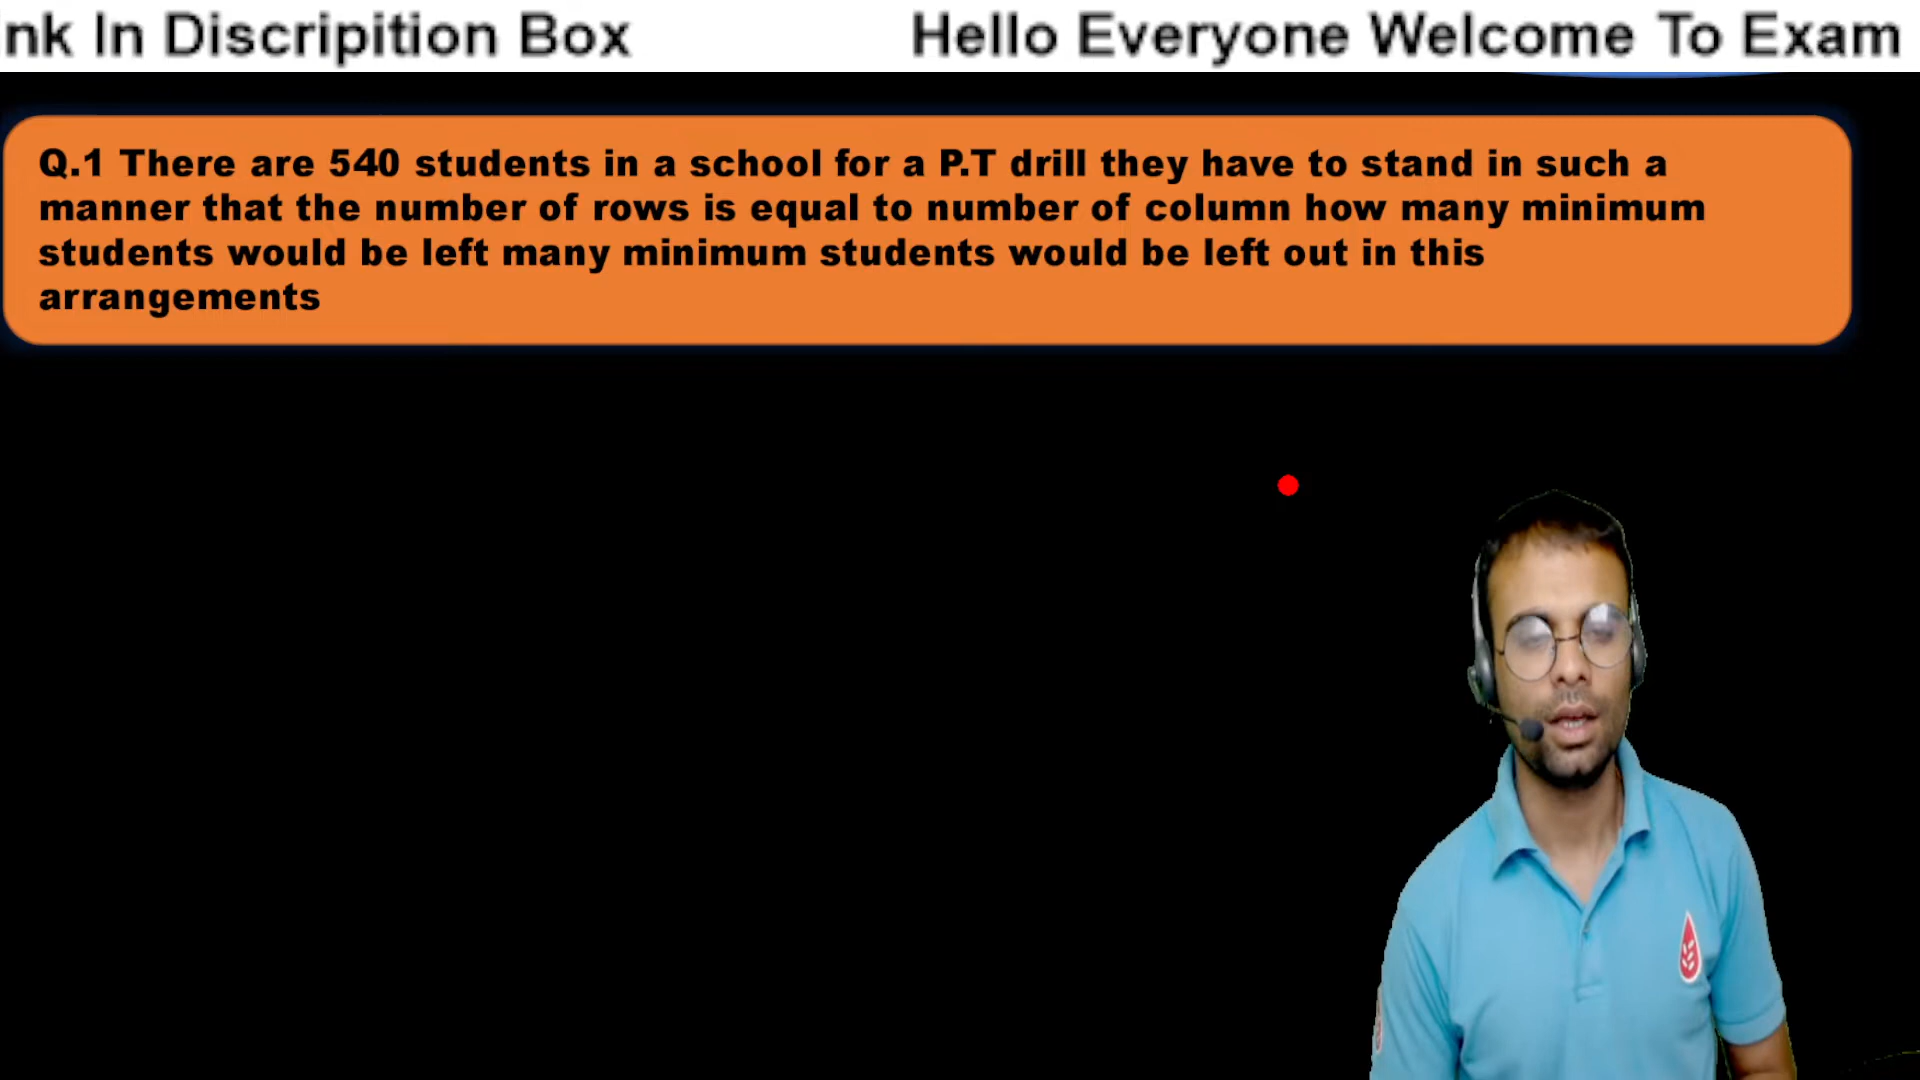 nk In Discripition Box Hello Everyone Welcome To Exam
Q.1 There are 540 students in a school for a P.T drill they have to stand in such a
manner that the number of rows is equal to number of column how many minimum
students would be left many minimum students would be left out in this
arrangements